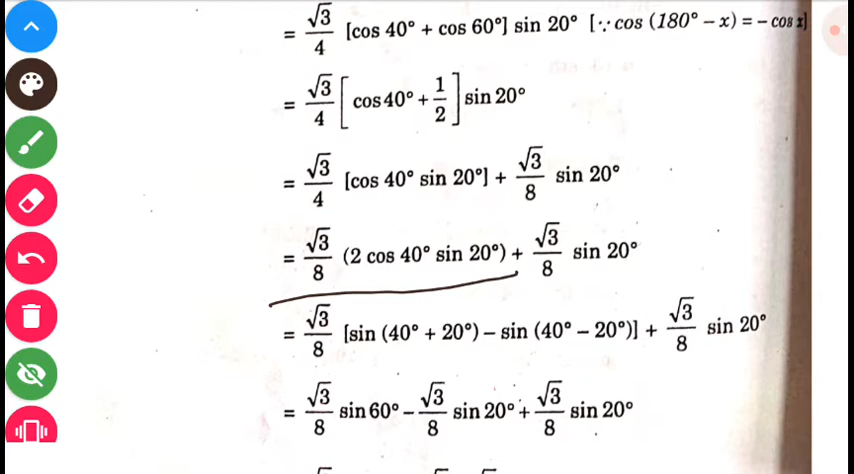 = √3/4 [cos 40° + cos 60°] sin 20° [∵ cos (180° – x) = – cos x]
= √3/4 [cos 40° + 1/2] sin 20°
= √3/4 [cos 40° sin 20°] + √3/8 sin 20°
= √3/8 (2 cos 40° sin 20°) + √3/8 sin 20°
= √3/8 [sin (40° + 20°) – sin (40° – 20°)] + √3/8 sin 20°
= √3/8 sin 60° – √3/8 sin 20° + √3/8 sin 20°